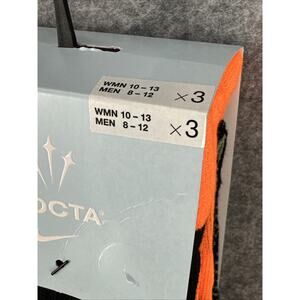 WMN 10 – 13
MEN 8 – 12 ×3
WMN 10 – 13
MEN 8 – 12 ×3
OCTA